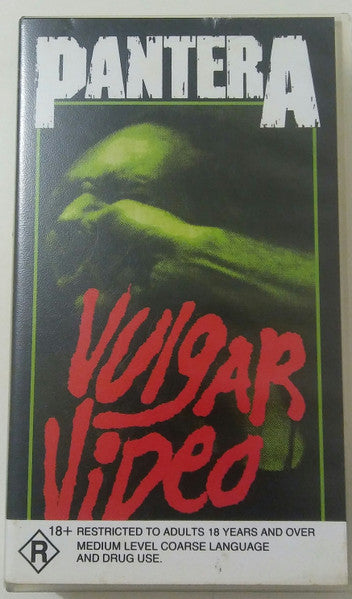 PANTERA
VULGAR
ViDEO
18+ RESTRICTED TO ADULTS 18 YEARS AND OVER
R MEDIUM LEVEL COARSE LANGUAGE
AND DRUG USE.